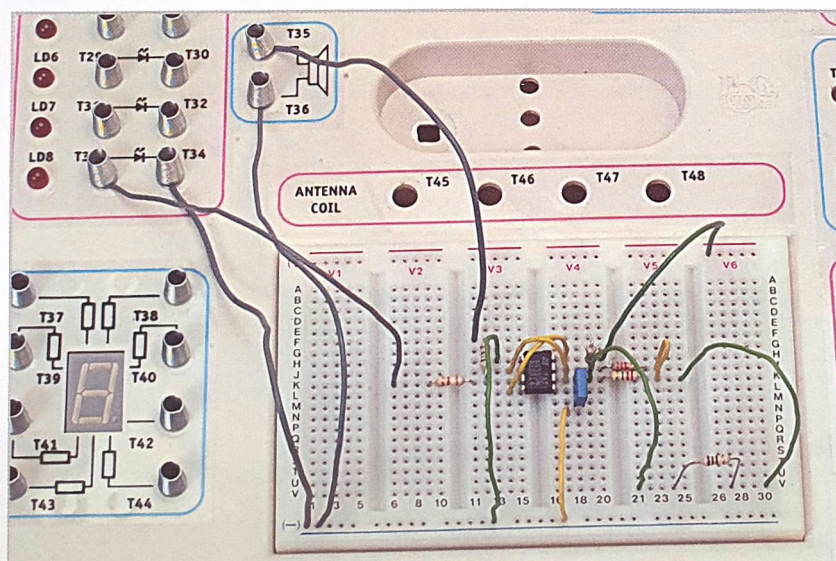 T35
T36
LD6
T30
LD7
T32
LD8
T34
ANTENNA
COIL
T45
T46
T47
T48
V1
V2
V3
V4
V5
V6
A
B
C
D
E
F
G
H
J
K
L
M
N
P
Q
R
S
T
U
V
A
B
C
D
E
F
G
H
J
K
L
M
N
P
Q
R
S
T
U
V
T37
T38
T39
T40
T41
T42
T43
T44
1
3
5
6
8
10
11
13
15
16
18
20
21
23
25
26
28
30
(—)